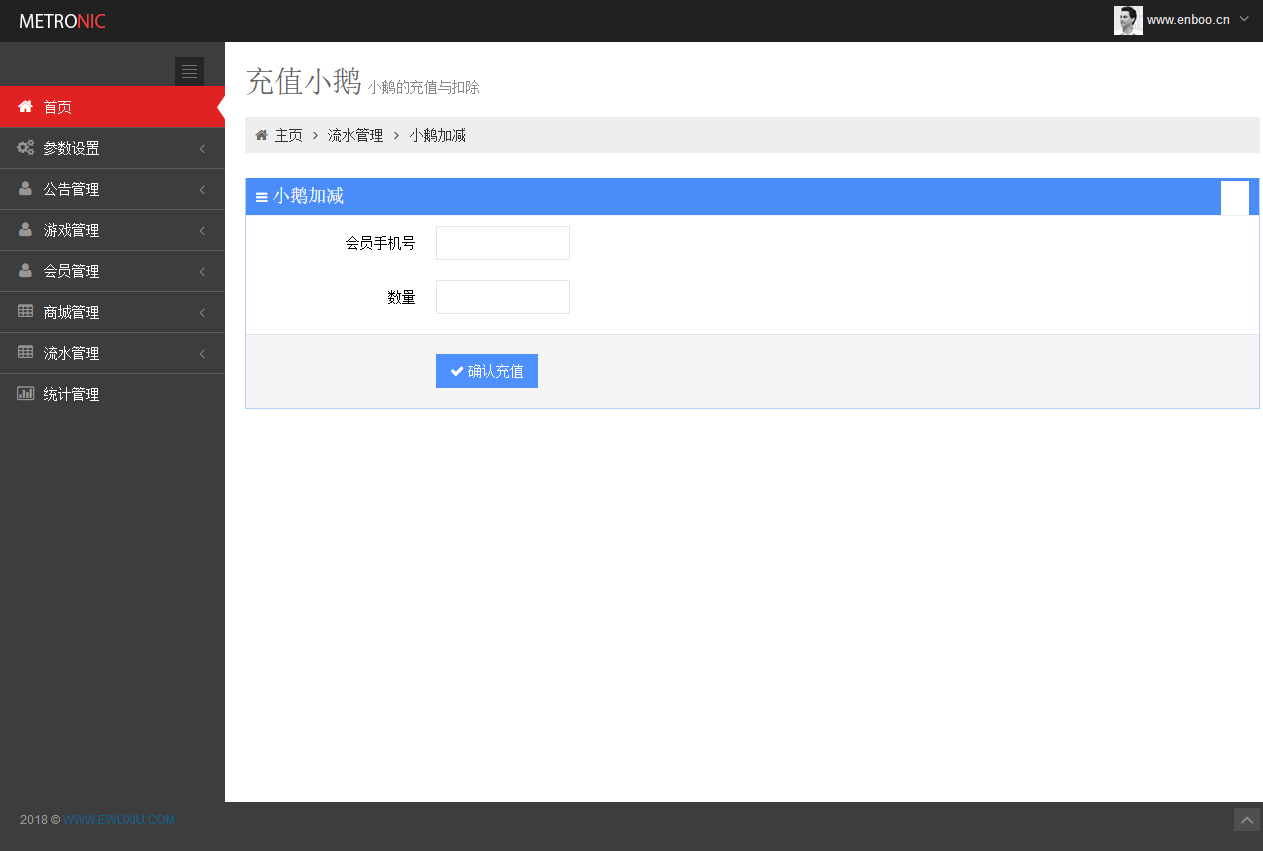 METRONIC
www.enboo.cn
首页
参数设置
公告管理
游戏管理
会员管理
商城管理
流水管理
统计管理
充值小鹅 小鹅的充值与扣除
主页 流水管理 小鹅加减
小鹅加减
会员手机号
数量
确认充值
2018 © WWW.EWUXIU.COM